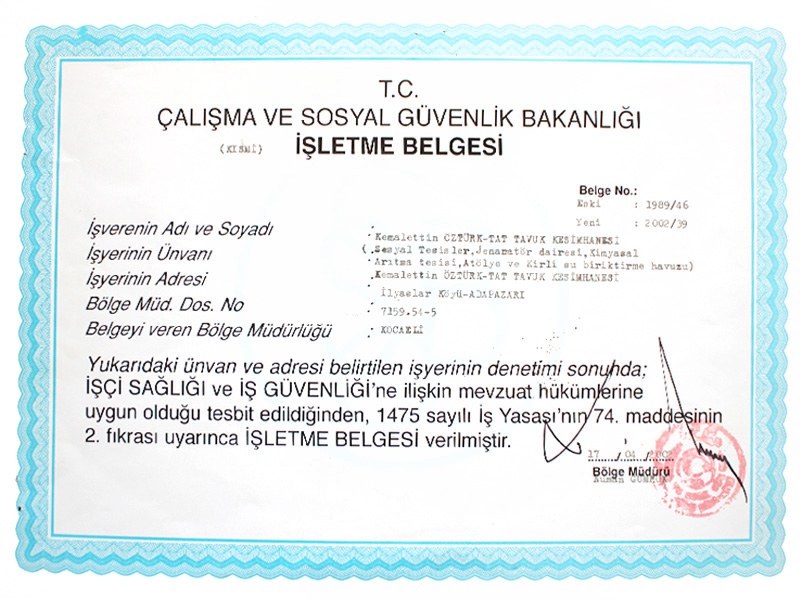 T.C.
ÇALIŞMA VE SOSYAL GÜVENLİK BAKANLIĞI
(KISMİ) İŞLETME BELGESİ
Belge No.:
Eski : 1989/46
Yeni : 2002/39
İşverenin Adı ve Soyadı : Kemalettin ÖZTÜRK-TAT TAVUK KESİMHANESİ
İşyerinin Ünvanı (Sosyal Tesisler,Jenamatör dairesi,Kimyasal
Arıtma tesisi,Atölye ve Kirli su biriktirme havuzu)
İşyerinin Adresi Kemalettin ÖZTÜRK-TAT TAVUK KESİMHANESİ
İlyaslar Köyü-ADAPAZARI
Bölge Müd. Dos. No : 7159.54-5
Belgeyi veren Bölge Müdürlüğü : KOCAELİ
Yukarıdaki ünvan ve adresi belirtilen işyerinin denetimi sonunda;
İŞÇİ SAĞLIĞI ve İŞ GÜVENLİĞİ'ne ilişkin mevzuat hükümlerine
uygun olduğu tesbit edildiğinden, 1475 sayılı İş Yasası'nın 74. maddesinin
2. fıkrası uyarınca İŞLETME BELGESİ verilmiştir.
17 / 04 /
Bölge Müdürü